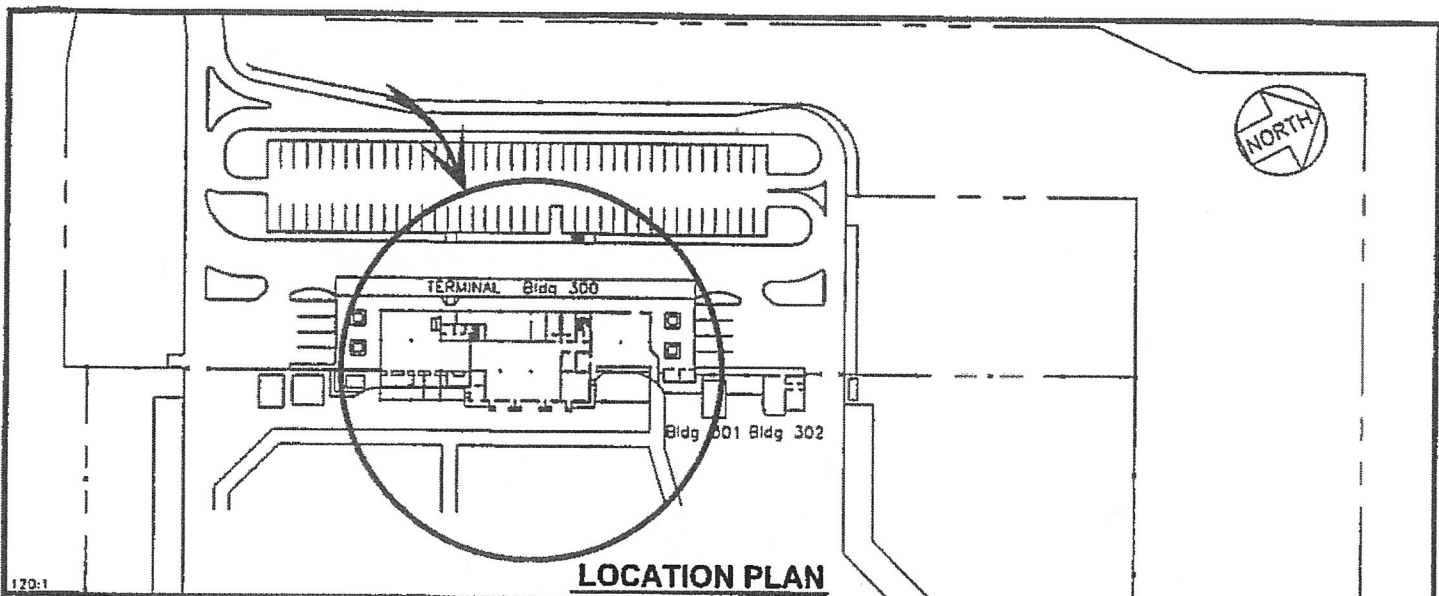 NORTH
TERMINAL Bldg 300
Bldg 301 Bldg 302
120:1
LOCATION PLAN